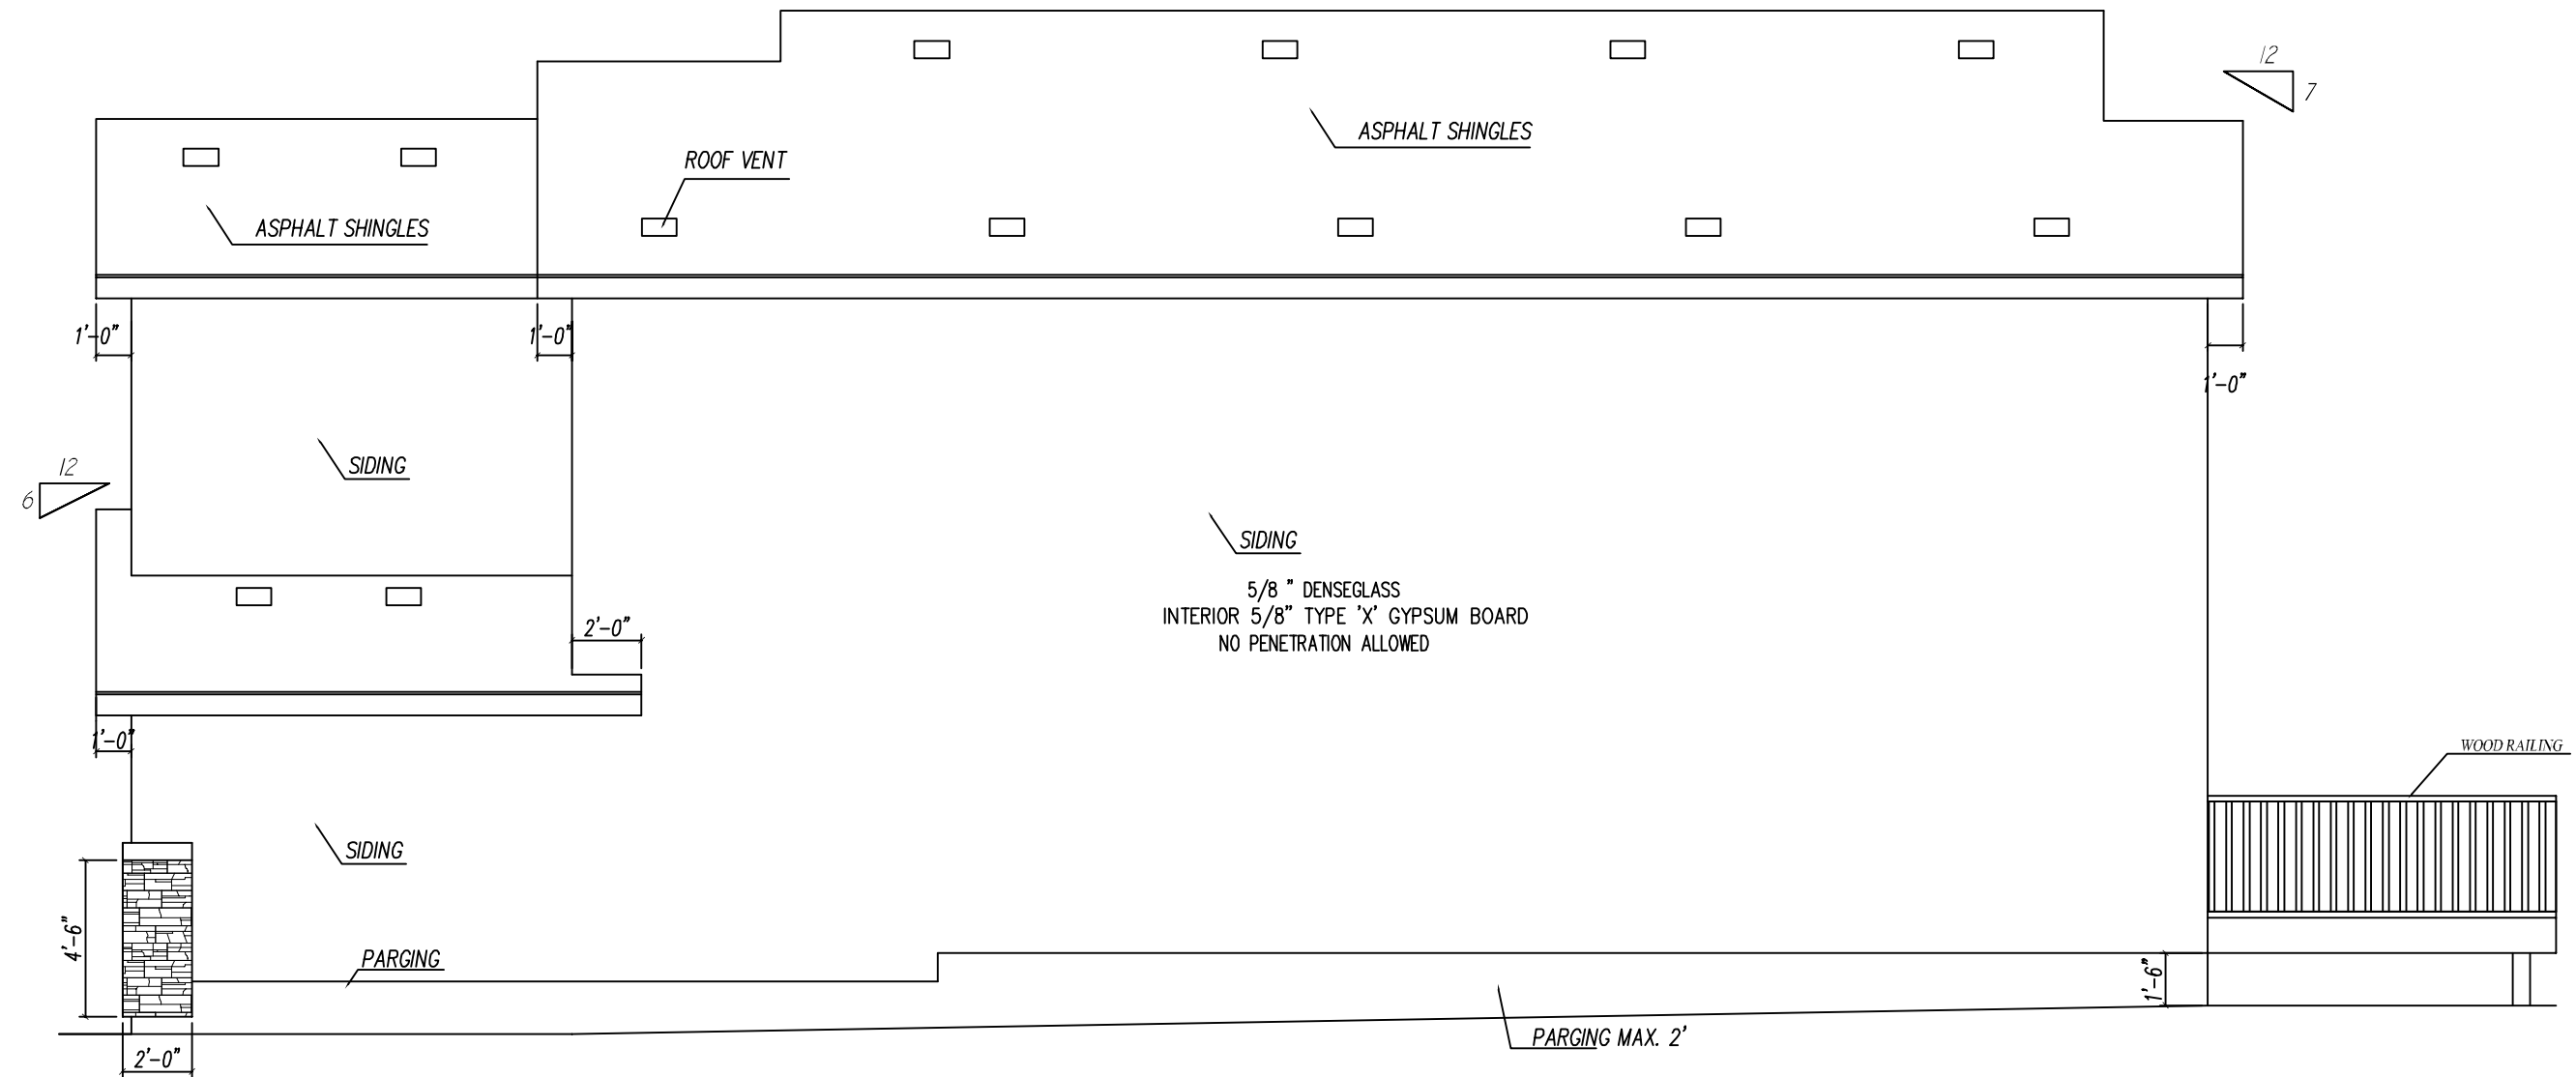 12
7
ASPHALT SHINGLES
ROOF VENT
ASPHALT SHINGLES
1'-0"
1'-0"
1'-0"
12
6
SIDING
SIDING
5/8 " DENSEGLASS
INTERIOR 5/8" TYPE 'X' GYPSUM BOARD
NO PENETRATION ALLOWED
2'-0"
1'-0"
WOOD RAILING
SIDING
4'-6"
PARGING
1'-6"
PARGING MAX. 2'
2'-0"